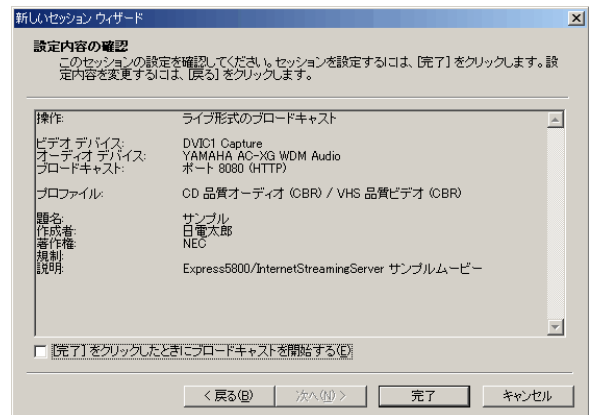 新しいセッション ウィザード
設定内容の確認
このセッションの設定を確認してください。セッションを設定するには、[完了] をクリックします。設
定内容を変更するには、[戻る] をクリックします。
操作: ライブ形式のブロードキャスト
ビデオ デバイス: DVIC1 Capture
オーディオ デバイス: YAMAHA AC-XG WDM Audio
ブロードキャスト: ポート 8080 (HTTP)
プロファイル: CD 品質オーディオ (CBR) / VHS 品質ビデオ (CBR)
題名: サンプル
作成者: 日電太郎
著作権: NEC
規制:
説明: Express5800/InternetStreamingServer サンプルムービー
[完了] をクリックしたときにブロードキャストを開始する(E)
< 戻る(B) 次へ(N) > 完了 キャンセル